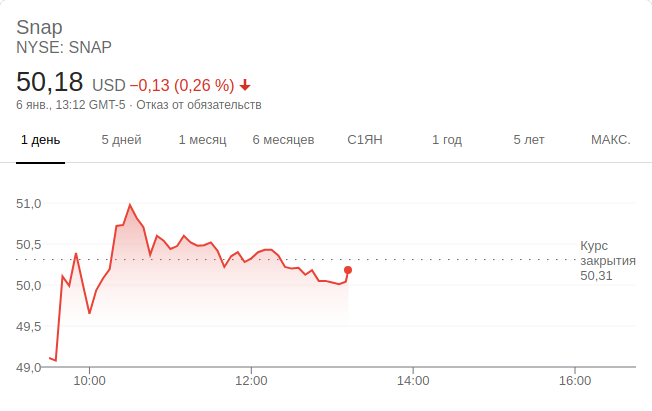 Snap
NYSE: SNAP
50,18 USD −0,13 (0,26 %)
6 янв., 13:12 GMT-5 · Отказ от обязательств
1 день 5 дней 1 месяц 6 месяцев С1ЯН 1 год 5 лет МАКС.
51,0
50,5
Курс
закрытия
50,31
50,0
49,5
49,0
10:00 12:00 14:00 16:00